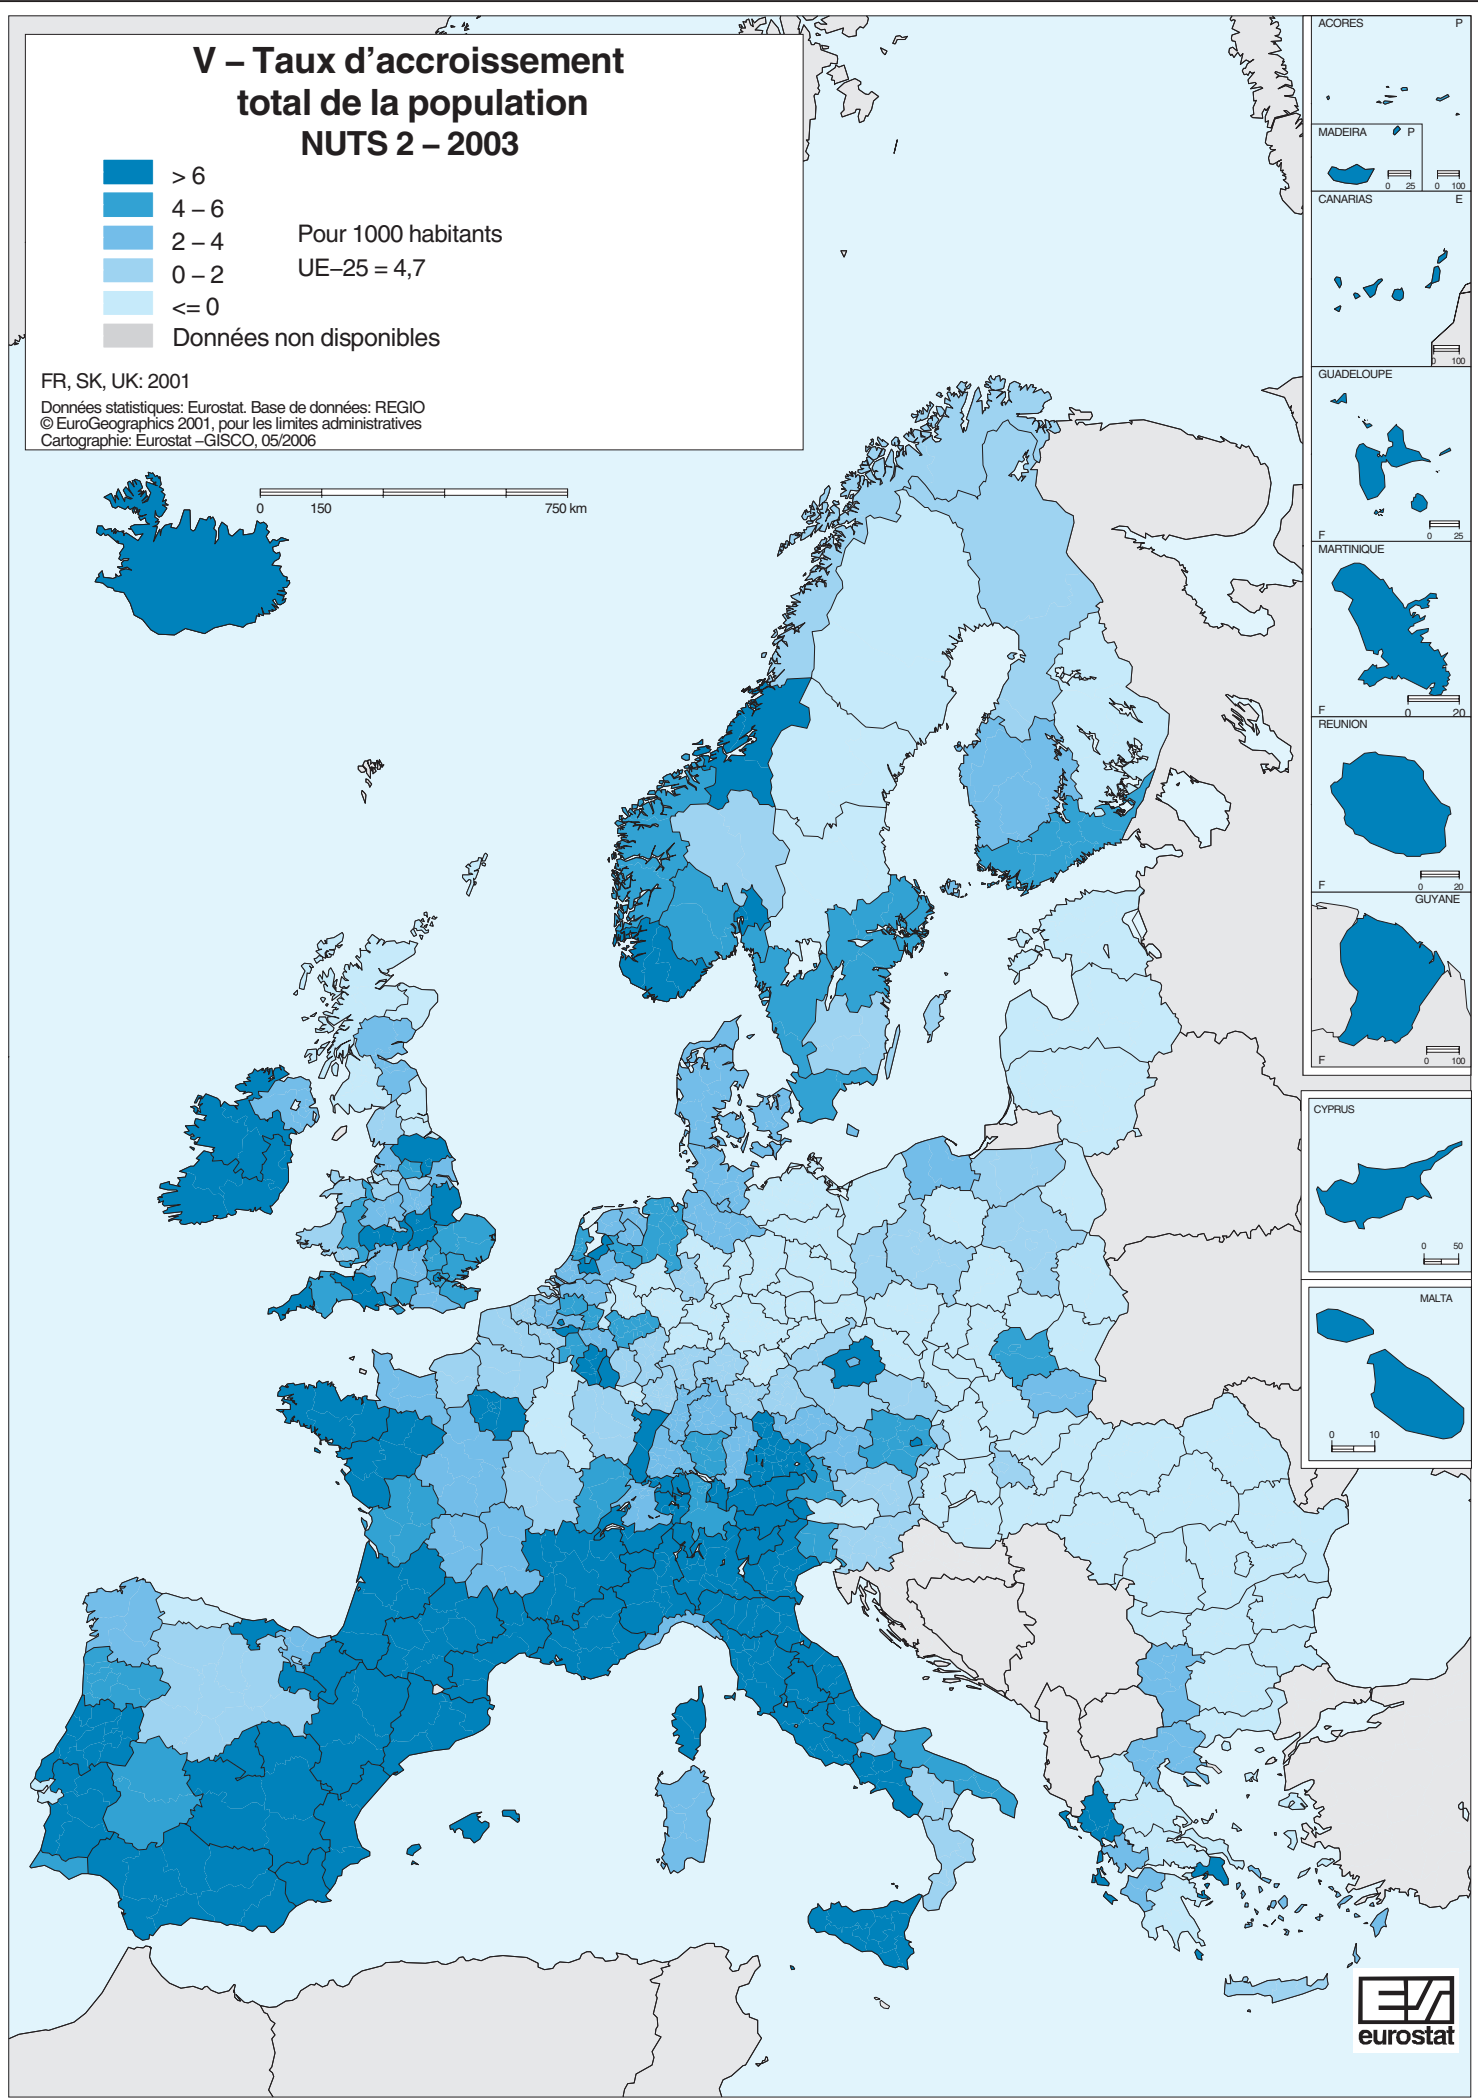 V – Taux d’accroissement
total de la population
NUTS 2 – 2003
> 6
4 – 6
2 – 4
0 – 2
<= 0
Données non disponibles
Pour 1000 habitants
UE–25 = 4,7
FR, SK, UK: 2001
Données statistiques: Eurostat. Base de données: REGIO
© EuroGeographics 2001, pour les limites administratives
Cartographie: Eurostat –GISCO, 05/2006
0 150 750 km
ACORES P
MADEIRA P
0 25
0 100
CANARIAS E
0 100
GUADELOUPE
F 0 25
MARTINIQUE
F 0 20
REUNION
F 0 20
GUYANE
F 0 100
CYPRUS
0 50
MALTA
0 10
eurostat